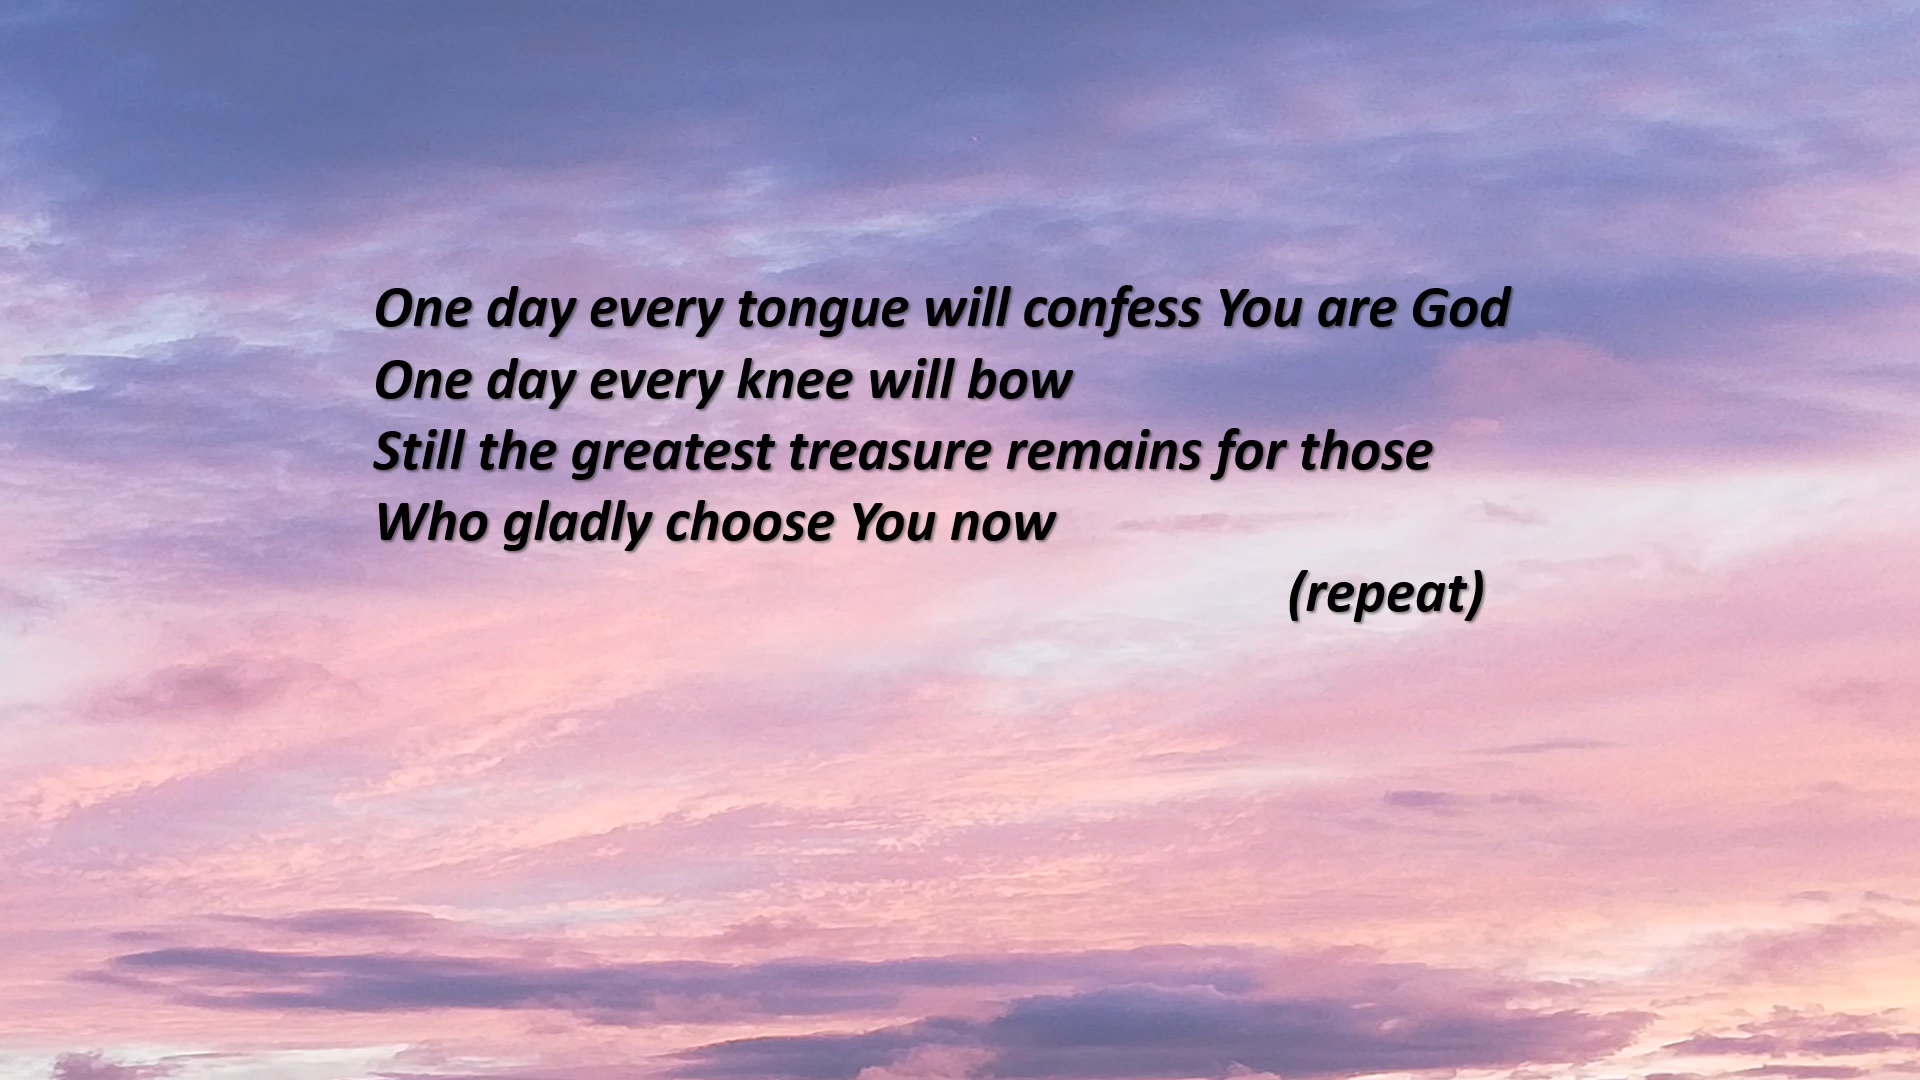 One day every tongue will confess You are God
One day every knee will bow
Still the greatest treasure remains for those
Who gladly choose You now
(repeat)